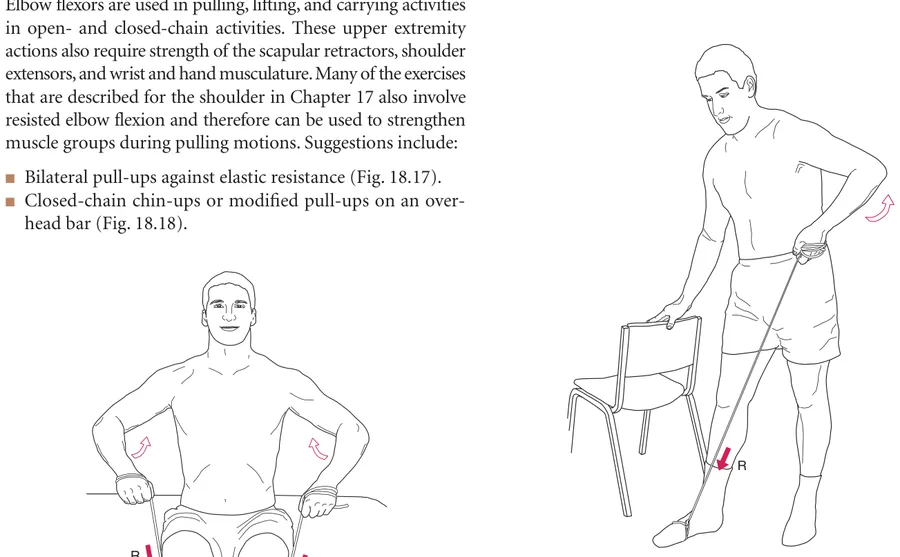 Elbow flexors are used in pulling, lifting, and carrying activities
in open- and closed-chain activities. These upper extremity
actions also require strength of the scapular retractors, shoulder
extensors, and wrist and hand musculature. Many of the exercises
that are described for the shoulder in Chapter 17 also involve
resisted elbow flexion and therefore can be used to strengthen
muscle groups during pulling motions. Suggestions include:
■ Bilateral pull-ups against elastic resistance (Fig. 18.17).
■ Closed-chain chin-ups or modified pull-ups on an over-
head bar (Fig. 18.18).
R
R